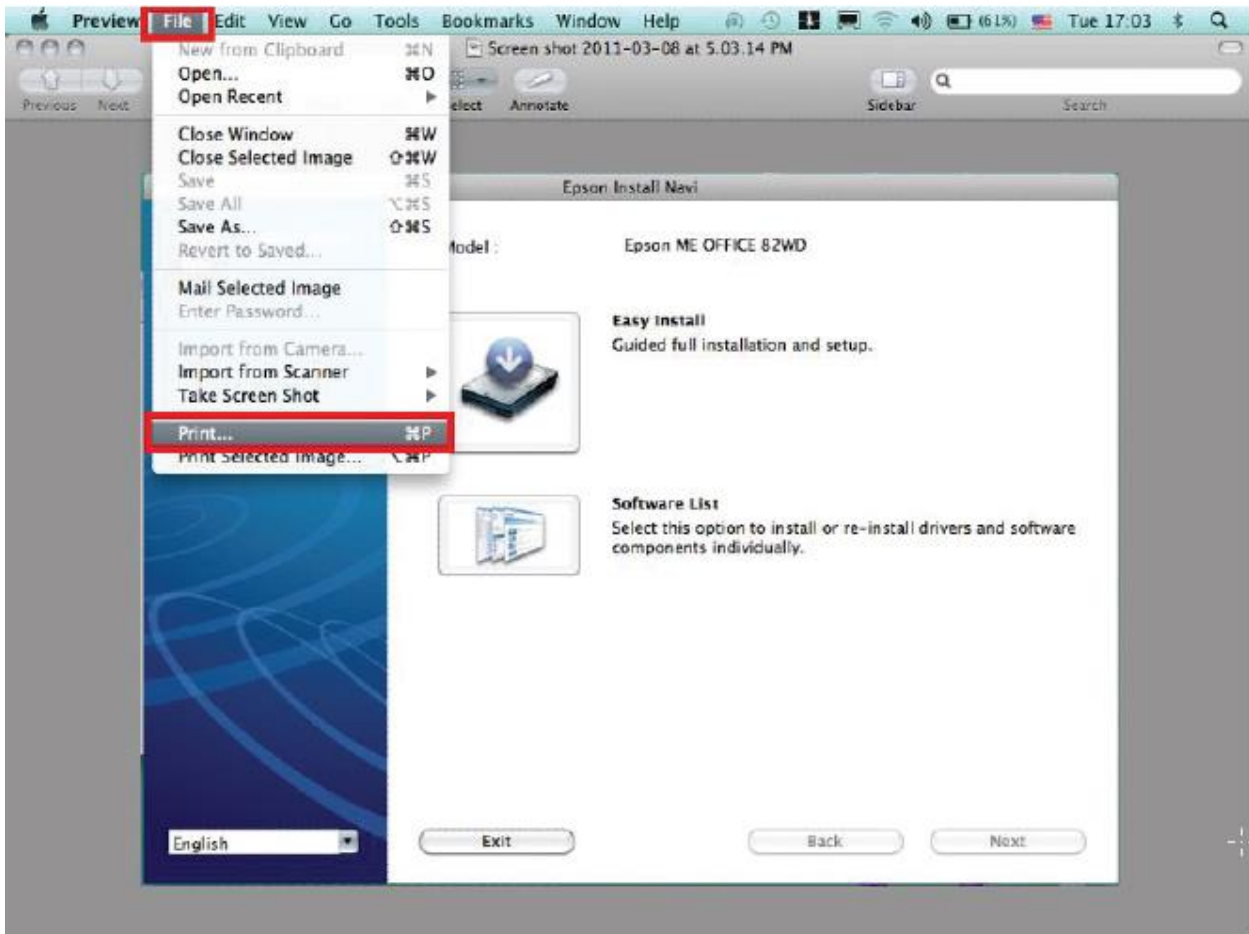 Preview File Edit View Go Tools Bookmarks Window Help (61%) Tue 17:03
Screen shot 2011-03-08 at 5.03.14 PM
Previous Next elect Annotate Sidebar Search
New from Clipboard ⌘N
Open... ⌘O
Open Recent
Close Window ⌘W
Close Selected Image ⇧⌘W
Save ⌘S
Save All ⌥⌘S
Save As... ⇧⌘S
Revert to Saved...
Mail Selected Image
Enter Password...
Import from Camera...
Import from Scanner
Take Screen Shot
Print... ⌘P
Print Selected Image... ⌥⌘P
Epson Install Navi
Model : Epson ME OFFICE 82WD
Easy Install
Guided full installation and setup.
Software List
Select this option to install or re-install drivers and software
components individually.
English Exit Back Next